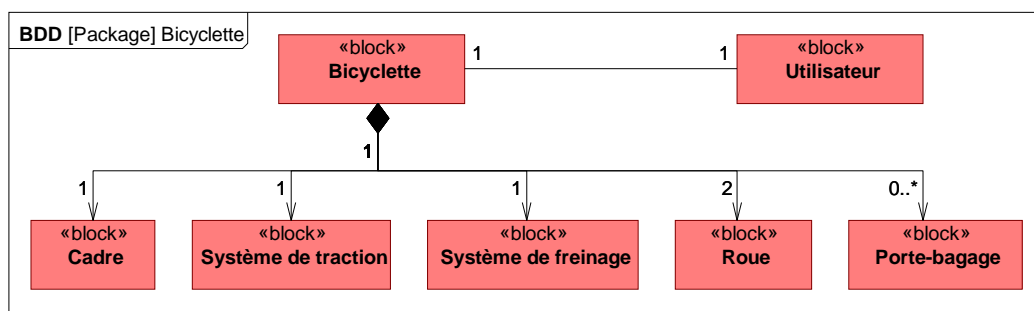 BDD [Package] Bicyclette
«block»
Bicyclette
1
1
«block»
Utilisateur
1
1
1
1
2
0..*
«block»
Cadre
«block»
Système de traction
«block»
Système de freinage
«block»
Roue
«block»
Porte-bagage